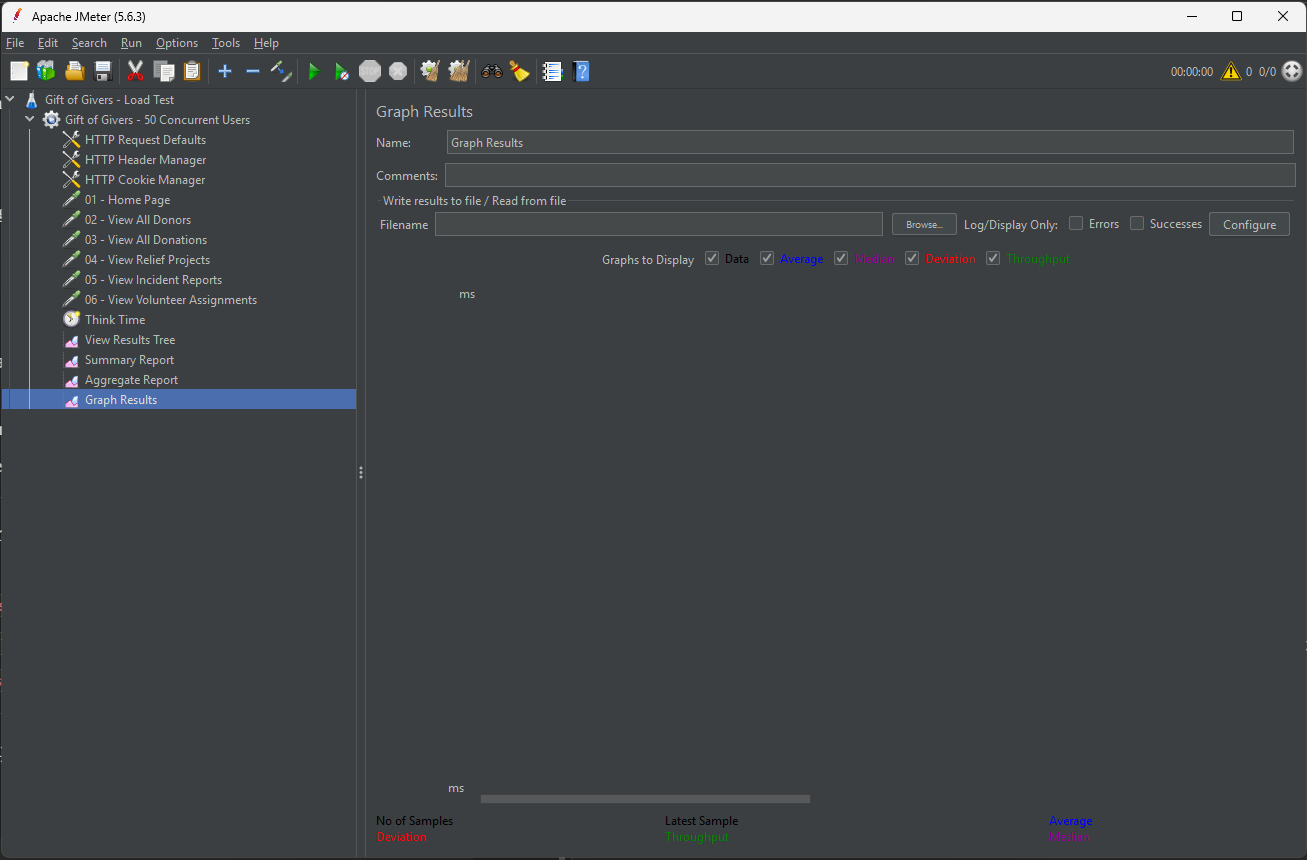 Apache JMeter (5.6.3)
File Edit Search Run Options Tools Help
STOP 00:00:00 0 0/0
Gift of Givers - Load Test
Gift of Givers - 50 Concurrent Users
HTTP Request Defaults
HTTP Header Manager
HTTP Cookie Manager
01 - Home Page
02 - View All Donors
03 - View All Donations
04 - View Relief Projects
05 - View Incident Reports
06 - View Volunteer Assignments
Think Time
View Results Tree
Summary Report
Aggregate Report
Graph Results
Graph Results
Name: Graph Results
Comments:
Write results to file / Read from file
Filename Browse... Log/Display Only: Errors Successes Configure
Graphs to Display Data Average Median Deviation Throughput
ms
ms
No of Samples Latest Sample Average
Deviation Throughput Median